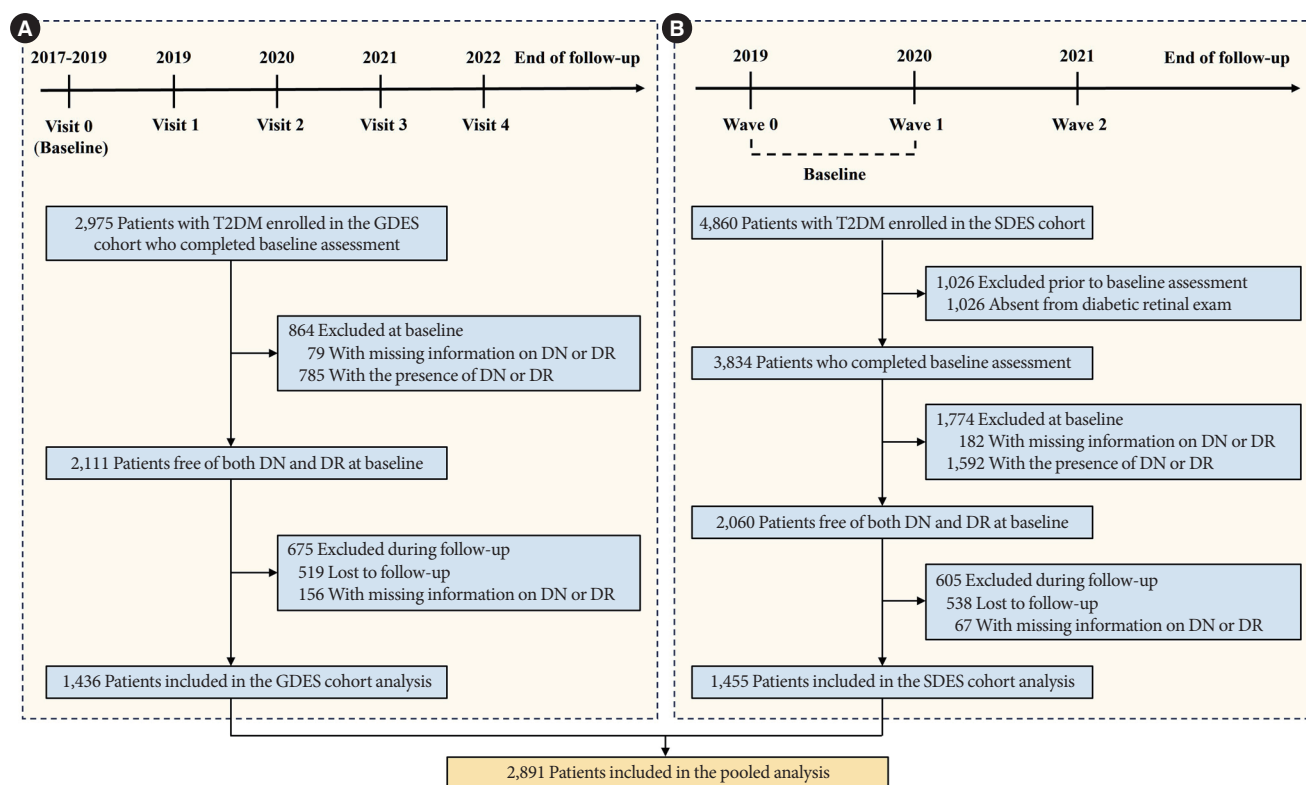 A
2017-2019 2019 2020 2021 2022 End of follow-up
Visit 0 Visit 1 Visit 2 Visit 3 Visit 4
(Baseline)
2,975 Patients with T2DM enrolled in the GDES
cohort who completed baseline assessment
864 Excluded at baseline
79 With missing information on DN or DR
785 With the presence of DN or DR
2,111 Patients free of both DN and DR at baseline
675 Excluded during follow-up
519 Lost to follow-up
156 With missing information on DN or DR
1,436 Patients included in the GDES cohort analysis
B
2019 2020 2021 End of follow-up
Wave 0 Wave 1 Wave 2
Baseline
4,860 Patients with T2DM enrolled in the SDES cohort
1,026 Excluded prior to baseline assessment
1,026 Absent from diabetic retinal exam
3,834 Patients who completed baseline assessment
1,774 Excluded at baseline
182 With missing information on DN or DR
1,592 With the presence of DN or DR
2,060 Patients free of both DN and DR at baseline
605 Excluded during follow-up
538 Lost to follow-up
67 With missing information on DN or DR
1,455 Patients included in the SDES cohort analysis
2,891 Patients included in the pooled analysis